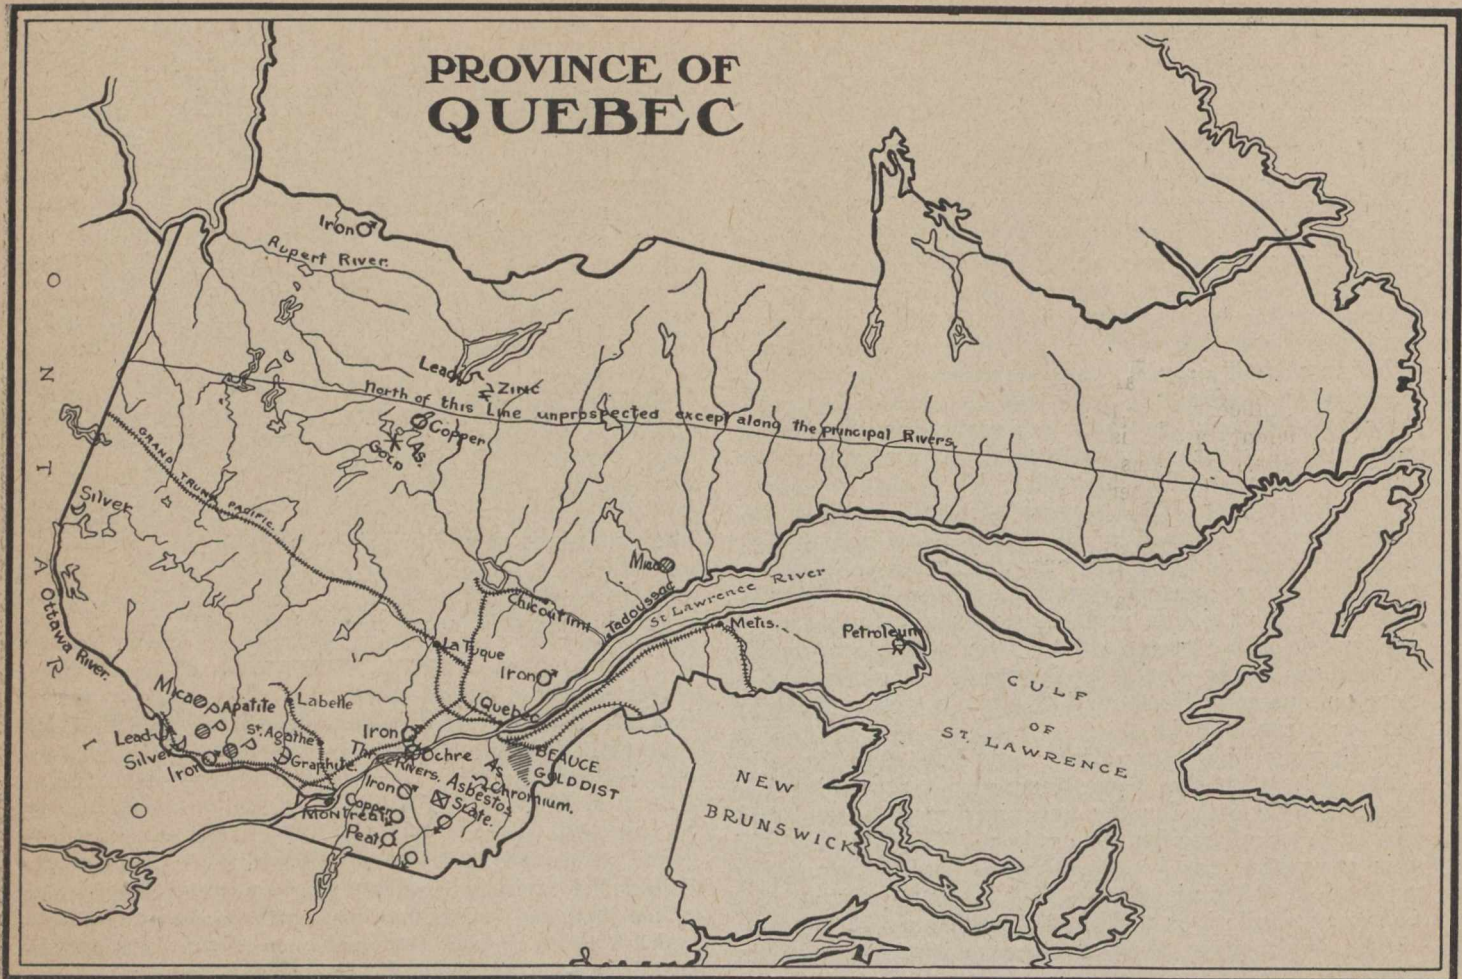 PROVINCE OF
QUEBEC
Iron
Rupert River.
Lead
ZINC
North of this Line unprospected except along the principal Rivers.
Copper
As.
GOLD
GRAND TRUNK PACIFIC.
Silver
ONTARIO
Ottawa River.
Mica
Chicoutimi
Tadoussac
St. Lawrence River
Metis.
Petroleum
La Tuque
Iron
Quebec
GULF
OF
ST. LAWRENCE
Mica
P
Apatite
P
P
Labelle
St. Agathe
Lead
Silver
Iron
Graphite.
Iron
Three Rivers.
Ochre
As
BEAUCE
GOLD DIST
Chromium.
Asbestos
Slate.
Iron
Copper
Montreal
Peat
NEW
BRUNSWICK